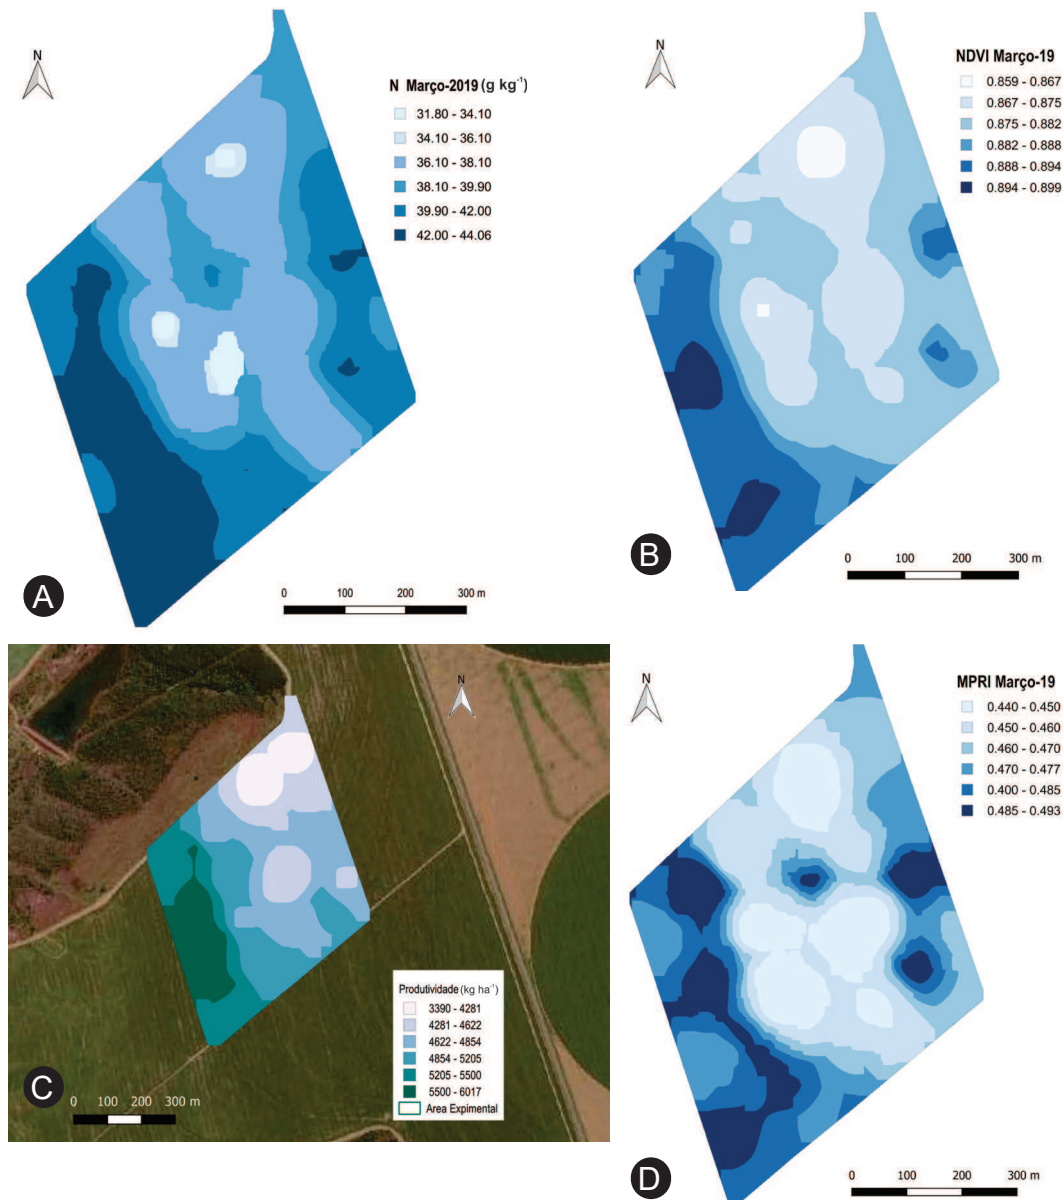 N
N Março-2019 (g kg⁻¹)
31.80 - 34.10
34.10 - 36.10
36.10 - 38.10
38.10 - 39.90
39.90 - 42.00
42.00 - 44.06
A
0 100 200 300 m
N
NDVI Março-19
0.859 - 0.867
0.867 - 0.875
0.875 - 0.882
0.882 - 0.888
0.888 - 0.894
0.894 - 0.899
B
0 100 200 300 m
N
Produtividade (kg ha⁻¹)
3390 - 4281
4281 - 4622
4622 - 4854
4854 - 5205
5205 - 5500
5500 - 6017
Area Expimental
C
0 100 200 300 m
N
MPRI Março-19
0.440 - 0.450
0.450 - 0.460
0.460 - 0.470
0.470 - 0.477
0.400 - 0.485
0.485 - 0.493
D
0 100 200 300 m